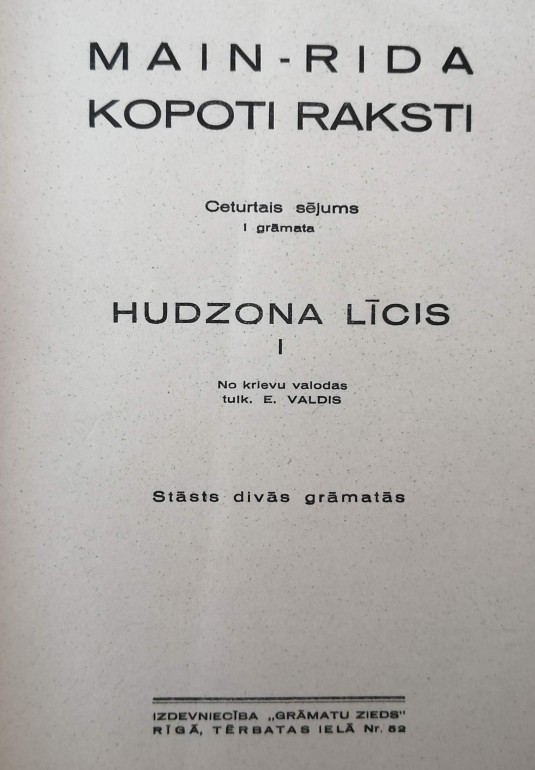 MAIN-RIDA
KOPOTI RAKSTI
Ceturtais sējums
I grāmata
HUDZONA LĪCIS
I
No krievu valodas
tulk. E. VALDIS
Stāsts divās grāmatās
IZDEVNIECĪBA „GRĀMATU ZIEDS"
RĪGĀ, TĒRBATAS IELĀ Nr. 52